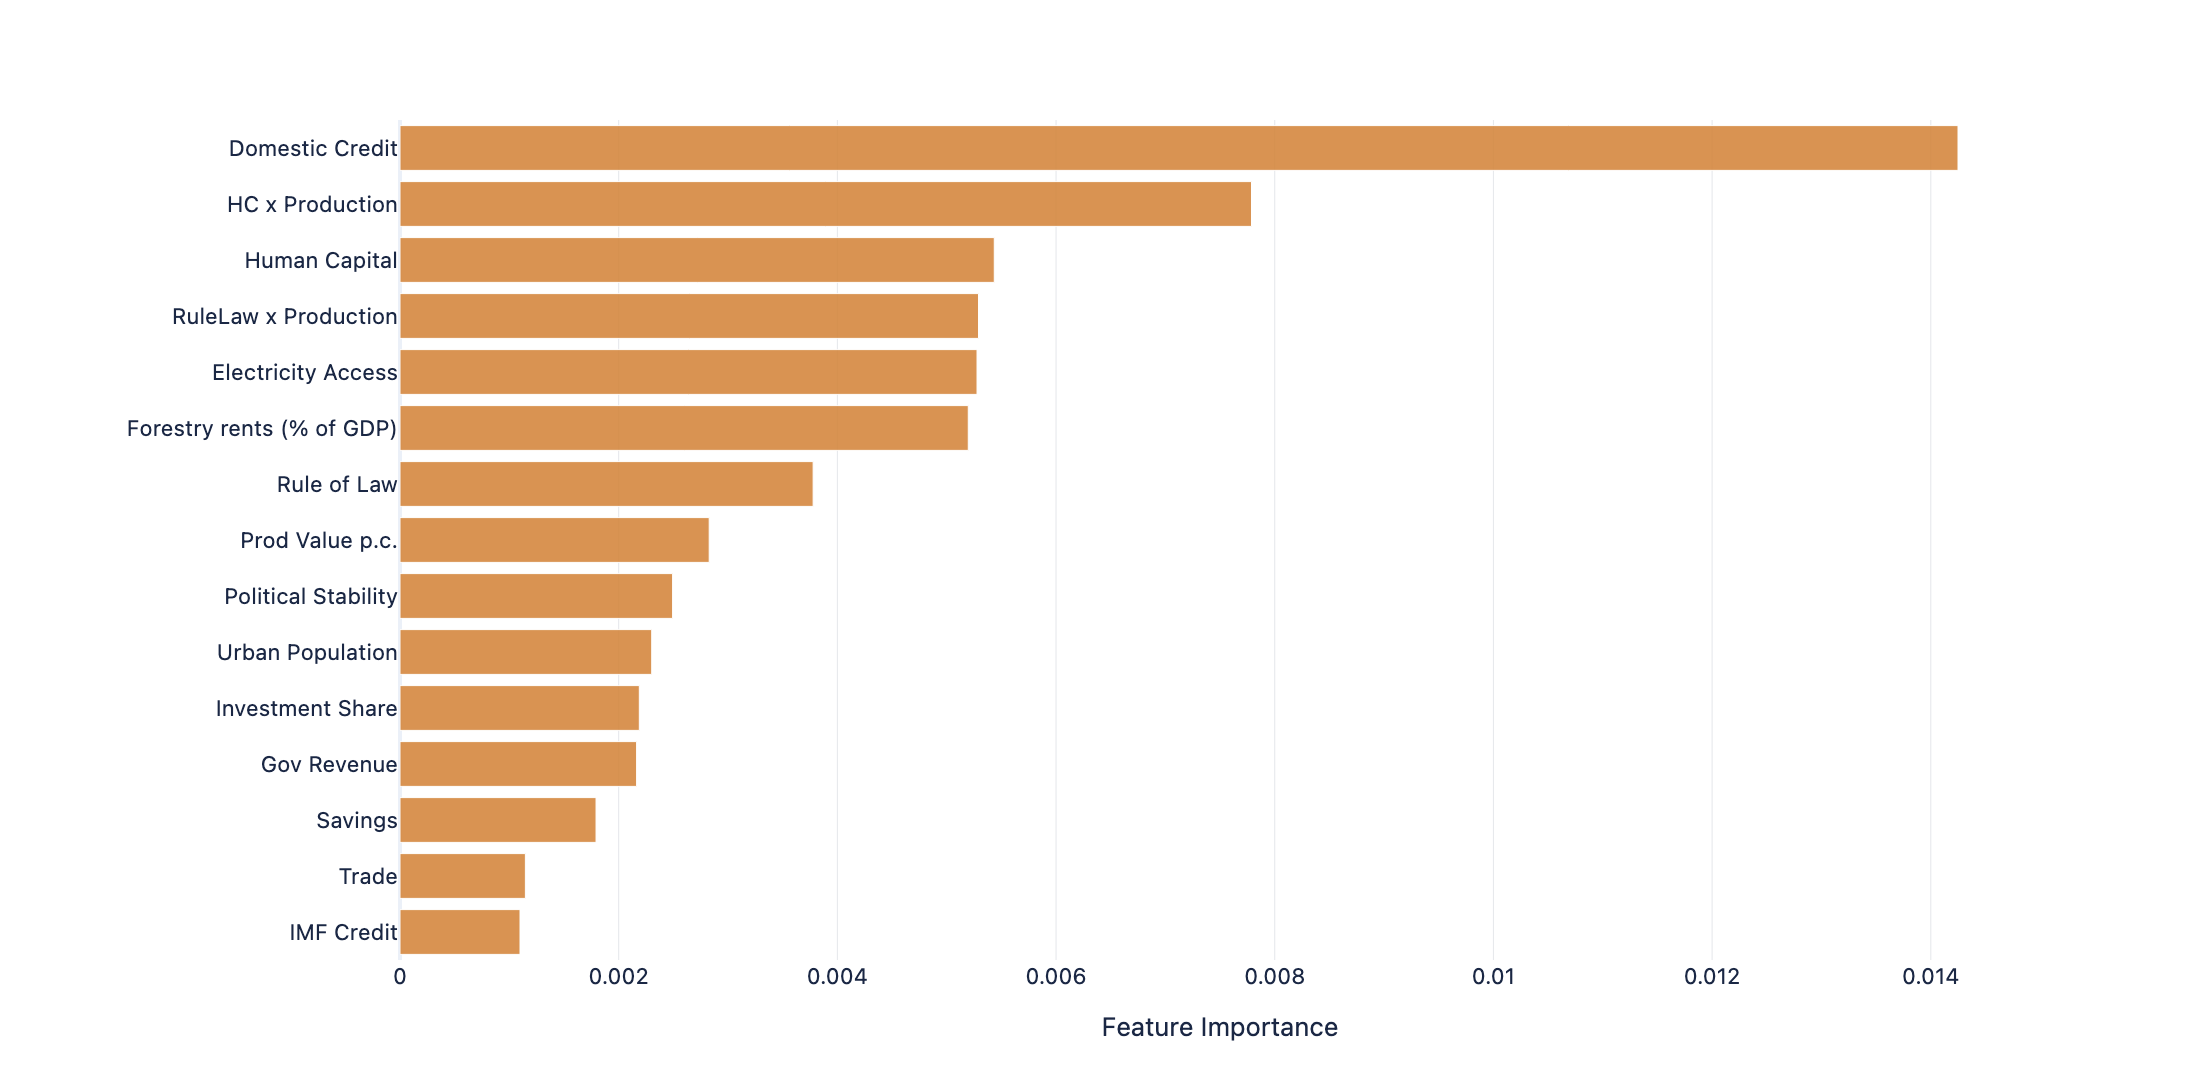 Domestic Credit
HC x Production
Human Capital
RuleLaw x Production
Electricity Access
Forestry rents (% of GDP)
Rule of Law
Prod Value p.c.
Political Stability
Urban Population
Investment Share
Gov Revenue
Savings
Trade
IMF Credit
0 0.002 0.004 0.006 0.008 0.01 0.012 0.014
Feature Importance